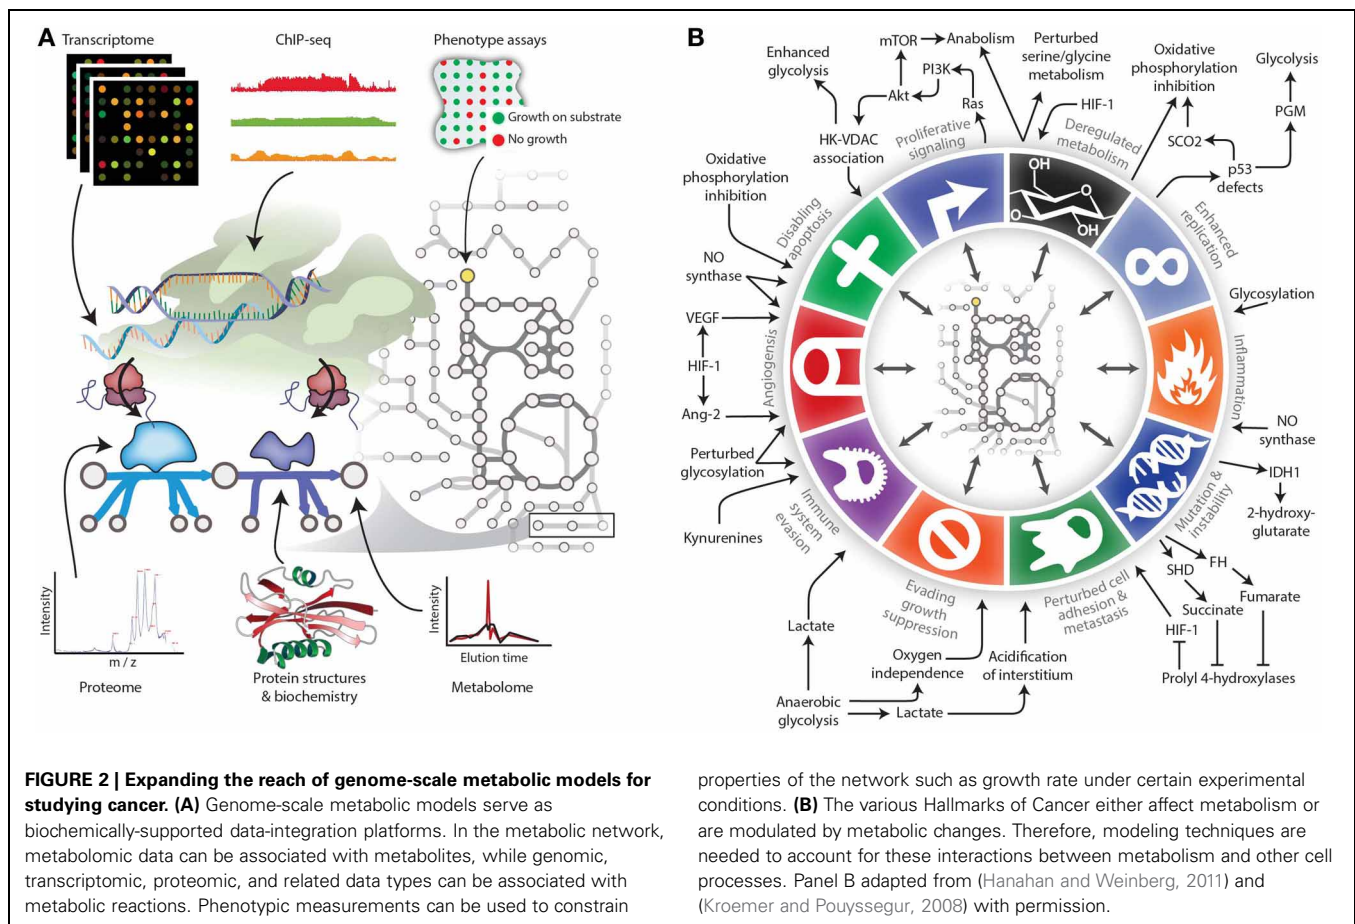 A
Transcriptome
ChIP-seq
Phenotype assays
Growth on substrate
No growth
Intensity
m / z
Proteome
Protein structures
& biochemistry
Intensity
Elution time
Metabolome
B
Enhanced
glycolysis
mTOR
Anabolism
Perturbed
serine/glycine
metabolism
Oxidative
phosphorylation
inhibition
Glycolysis
PI3K
Akt
Ras
HIF-1
PGM
SCO2
p53
defects
HK-VDAC
association
Proliferative
signaling
Deregulated
metabolism
OH
O
O
OH
Oxidative
phosphorylation
inhibition
Disabling
apoptosis
Enhanced
replication
NO
synthase
Glycosylation
VEGF
HIF-1
Ang-2
Angiogensis
Inflammation
NO
synthase
Perturbed
glycosylation
IDH1
2-hydroxy-
glutarate
Mutation &
instability
Immune
system
evasion
Kynurenines
SHD
FH
Fumarate
Succinate
HIF-1
Prolyl 4-hydroxylases
Evading
growth
suppression
Perturbed cell
adhesion &
metastasis
Lactate
Oxygen
independence
Acidification
of interstitium
Anaerobic
glycolysis
Lactate
FIGURE 2 | Expanding the reach of genome-scale metabolic models for
studying cancer. (A) Genome-scale metabolic models serve as
biochemically-supported data-integration platforms. In the metabolic network,
metabolomic data can be associated with metabolites, while genomic,
transcriptomic, proteomic, and related data types can be associated with
metabolic reactions. Phenotypic measurements can be used to constrain
properties of the network such as growth rate under certain experimental
conditions. (B) The various Hallmarks of Cancer either affect metabolism or
are modulated by metabolic changes. Therefore, modeling techniques are
needed to account for these interactions between metabolism and other cell
processes. Panel B adapted from (Hanahan and Weinberg, 2011) and
(Kroemer and Pouyssegur, 2008) with permission.